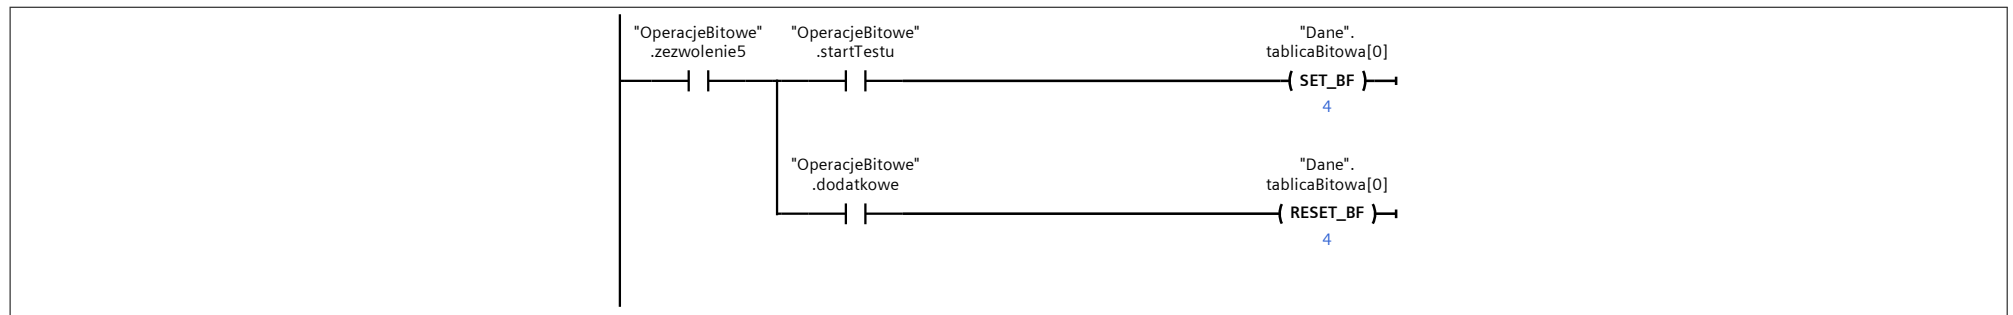 "OperacjeBitowe"
.zezwolenie5
"OperacjeBitowe"
.startTestu
"Dane".
tablicaBitowa[0]
SET_BF
4
"OperacjeBitowe"
.dodatkowe
"Dane".
tablicaBitowa[0]
RESET_BF
4